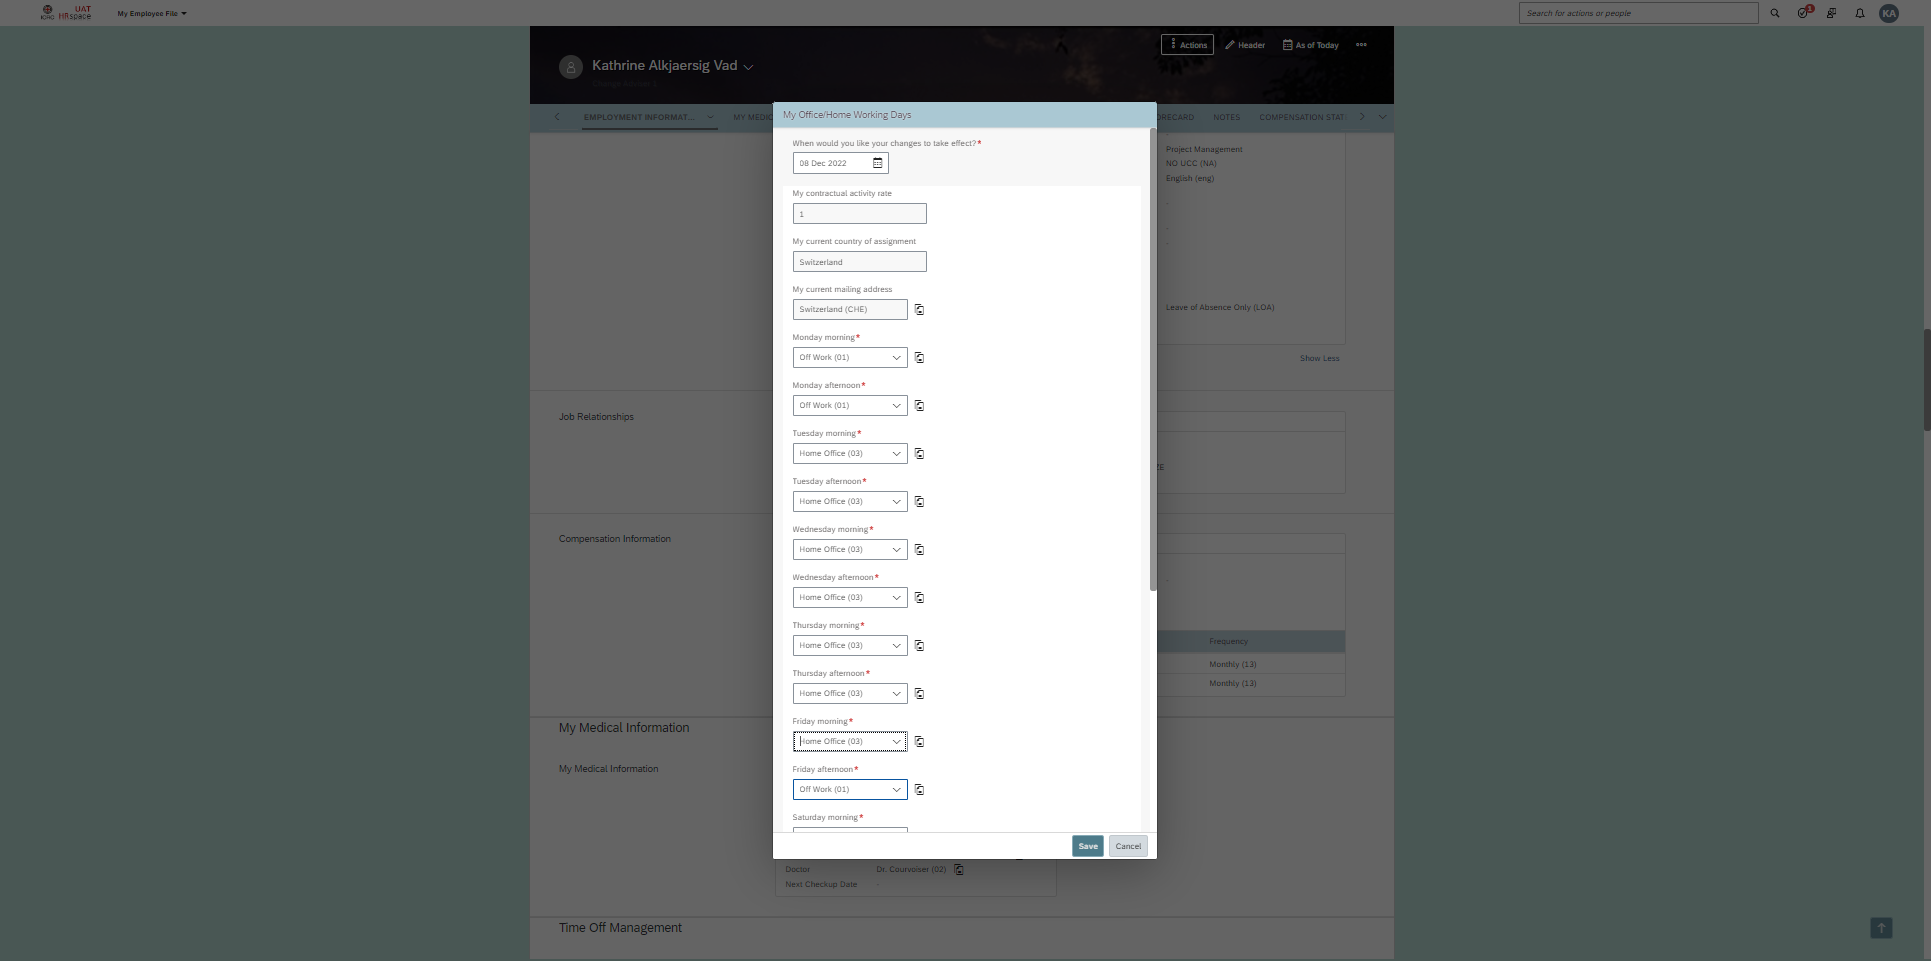 UAT
ICRC HRspace
My Employee File
Search for actions or people
1
KA
Actions
Header
As of Today
Kathrine Alkjaersig Vad
EMPLOYMENT INFORMAT...
MY MEDIC
ORECARD
NOTES
COMPENSATION STAT
My Office/Home Working Days
When would you like your changes to take effect?*
08 Dec 2022
My contractual activity rate
1
My current country of assignment
Switzerland
My current mailing address
Switzerland (CHE)
Monday morning*
Off Work (01)
Monday afternoon*
Off Work (01)
Tuesday morning*
Home Office (03)
Tuesday afternoon*
Home Office (03)
Wednesday morning*
Home Office (03)
Wednesday afternoon*
Home Office (03)
Thursday morning*
Home Office (03)
Thursday afternoon*
Home Office (03)
Friday morning*
Home Office (03)
Friday afternoon*
Off Work (01)
Saturday morning*
Save
Cancel
Project Management
NO UCC (NA)
English (eng)
Leave of Absence Only (LOA)
Show Less
Job Relationships
ZE
Compensation Information
Frequency
Monthly (13)
Monthly (13)
My Medical Information
My Medical Information
Doctor
Dr. Courvoiser (02)
Next Checkup Date
-
Time Off Management